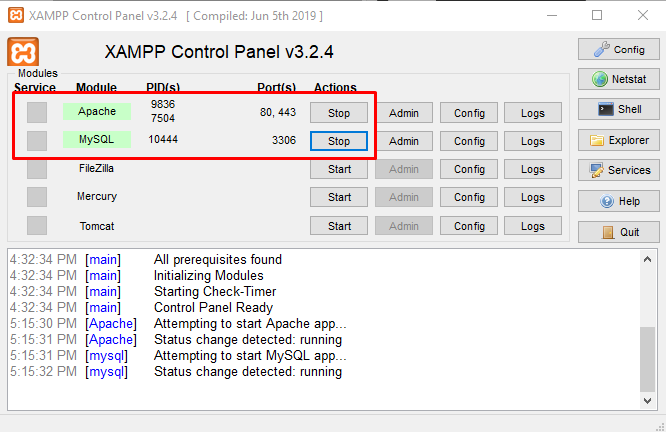 XAMPP Control Panel v3.2.4 [ Compiled: Jun 5th 2019 ]
XAMPP Control Panel v3.2.4
Config
Modules
Service Module PID(s) Port(s) Actions
Netstat
Apache 9836 7504 80, 443 Stop Admin Config Logs
Shell
MySQL 10444 3306 Stop Admin Config Logs
Explorer
FileZilla Start Admin Config Logs
Services
Mercury Start Admin Config Logs
Help
Tomcat Start Admin Config Logs
Quit
4:32:34 PM [main] All prerequisites found
4:32:34 PM [main] Initializing Modules
4:32:34 PM [main] Starting Check-Timer
4:32:34 PM [main] Control Panel Ready
5:15:30 PM [Apache] Attempting to start Apache app...
5:15:31 PM [Apache] Status change detected: running
5:15:31 PM [mysql] Attempting to start MySQL app...
5:15:32 PM [mysql] Status change detected: running